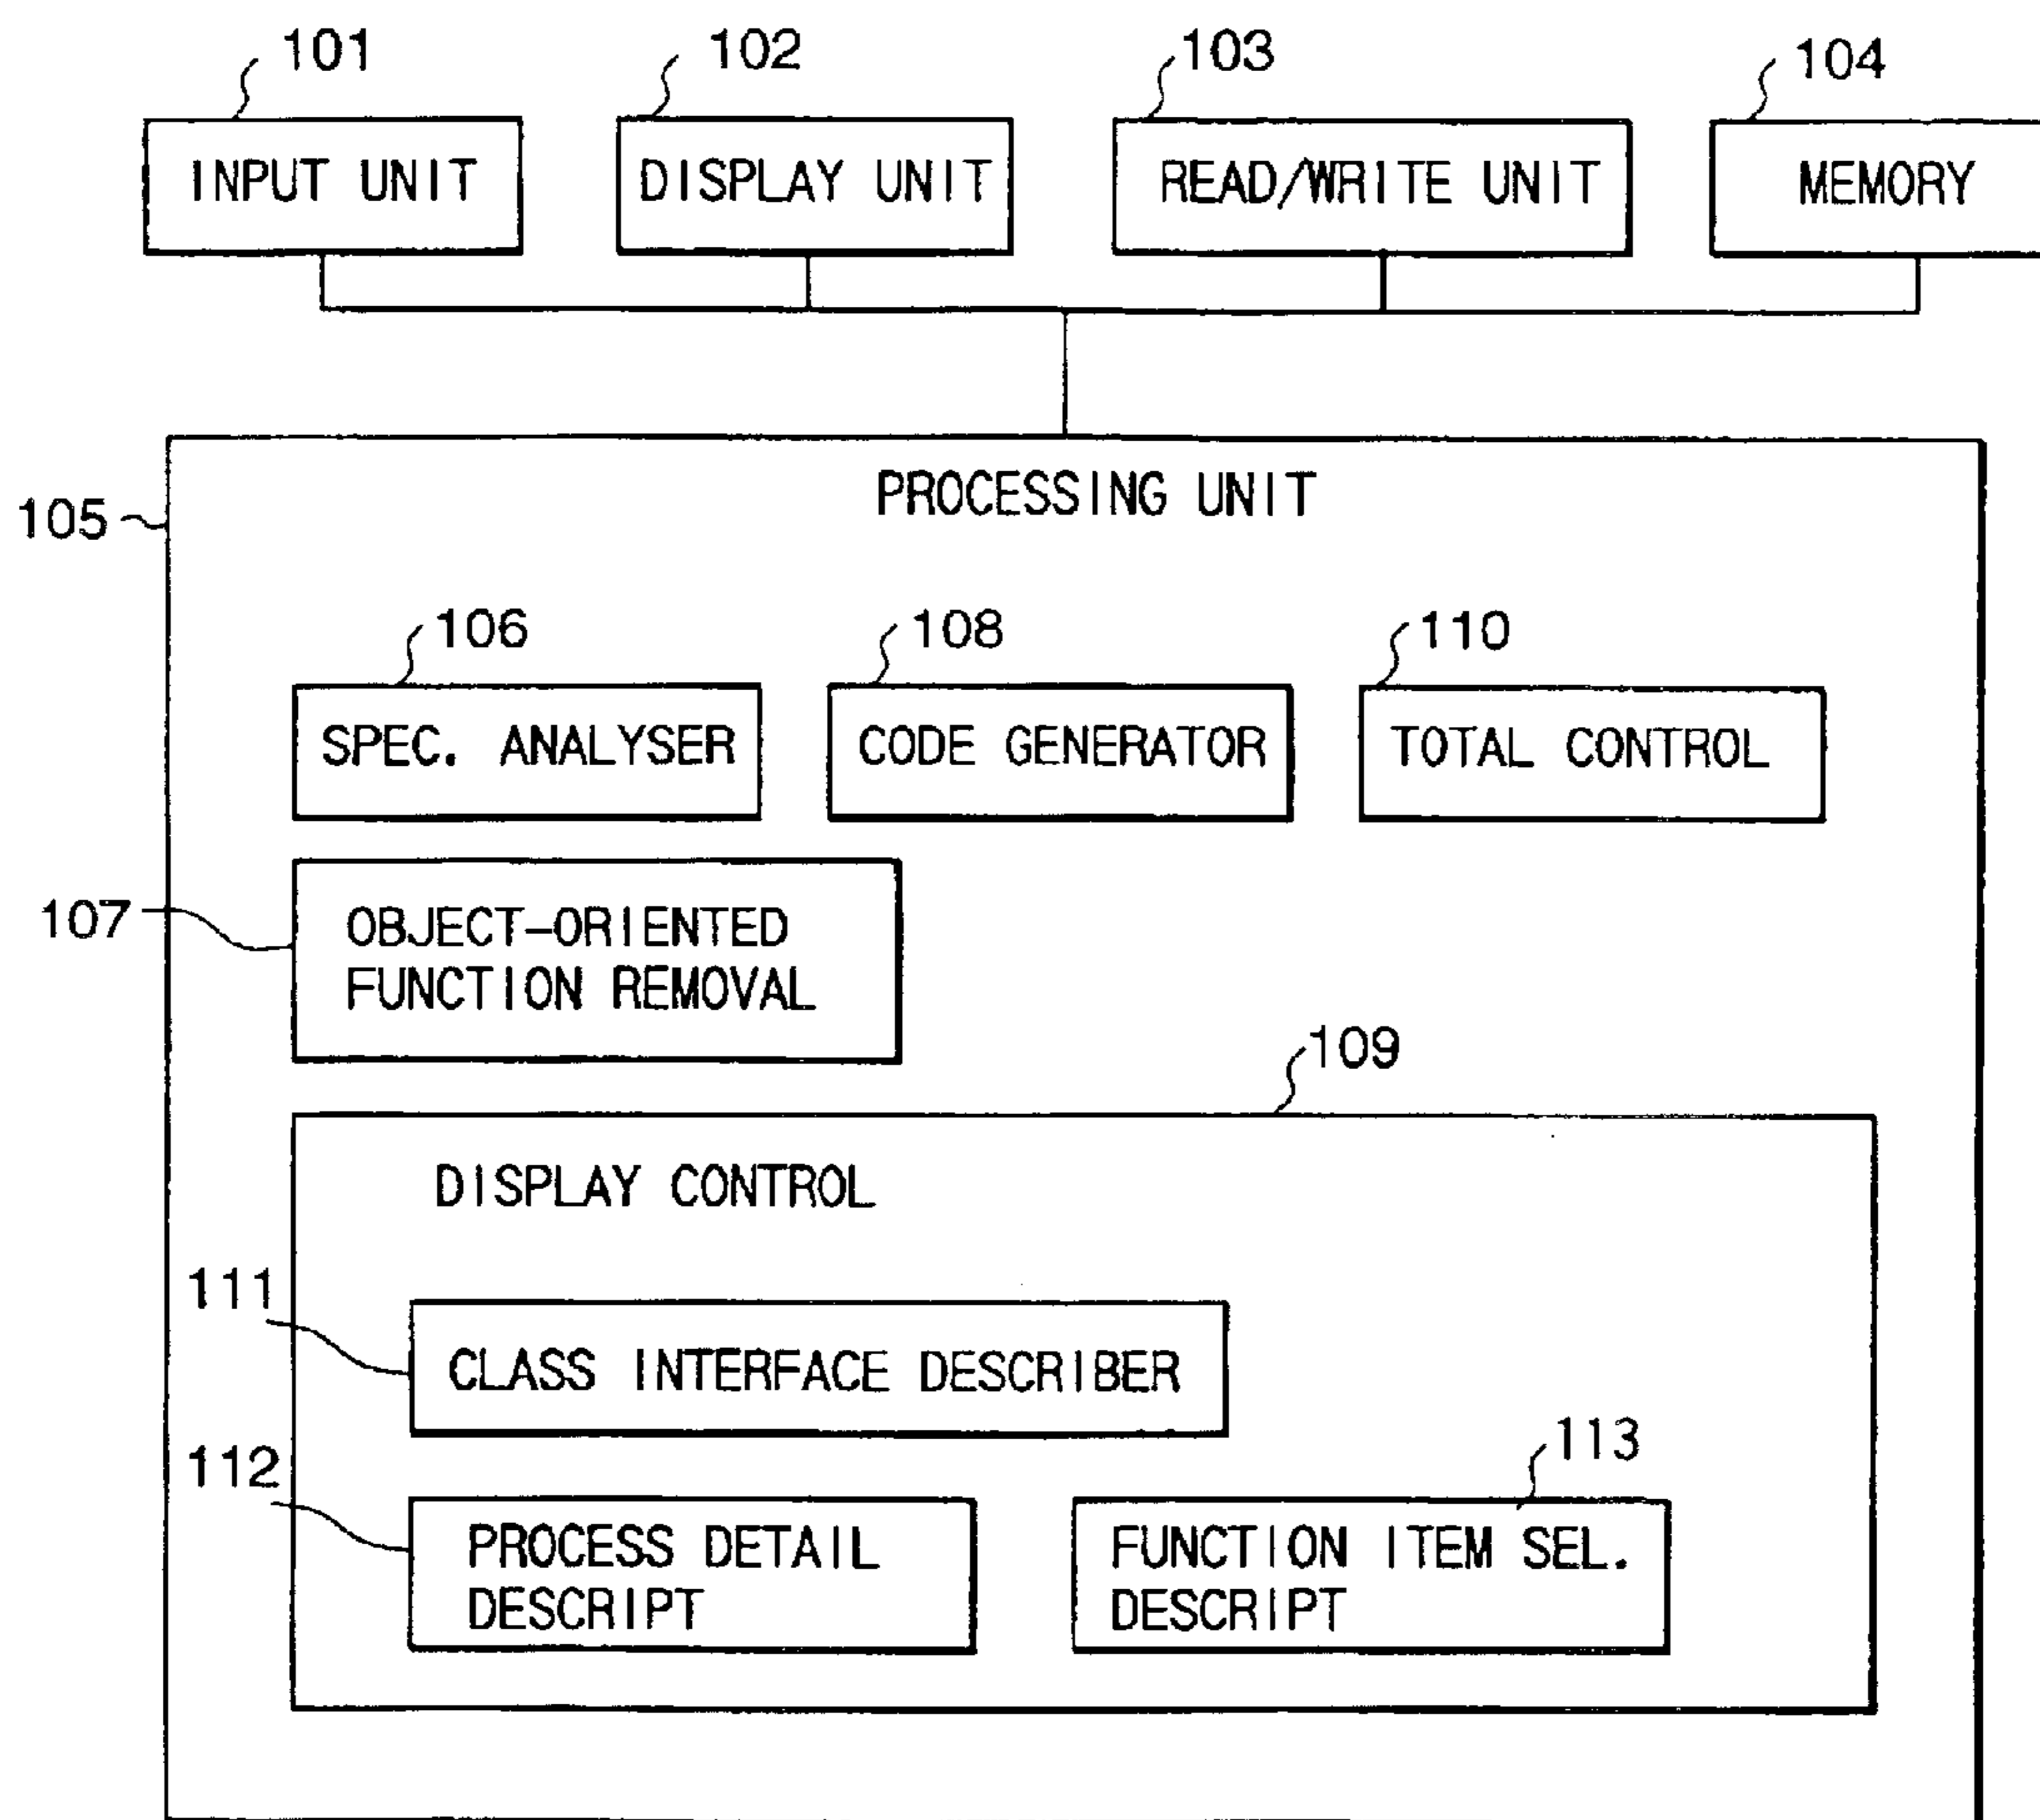 101
102
103
104
INPUT UNIT
DISPLAY UNIT
READ/WRITE UNIT
MEMORY
PROCESSING UNIT
105
106
108
110
SPEC. ANALYSER
CODE GENERATOR
TOTAL CONTROL
107
OBJECT-ORIENTED
FUNCTION REMOVAL
109
DISPLAY CONTROL
111
CLASS INTERFACE DESCRIBER
112
113
PROCESS DETAIL
DESCRIPT
FUNCTION ITEM SEL.
DESCRIPT